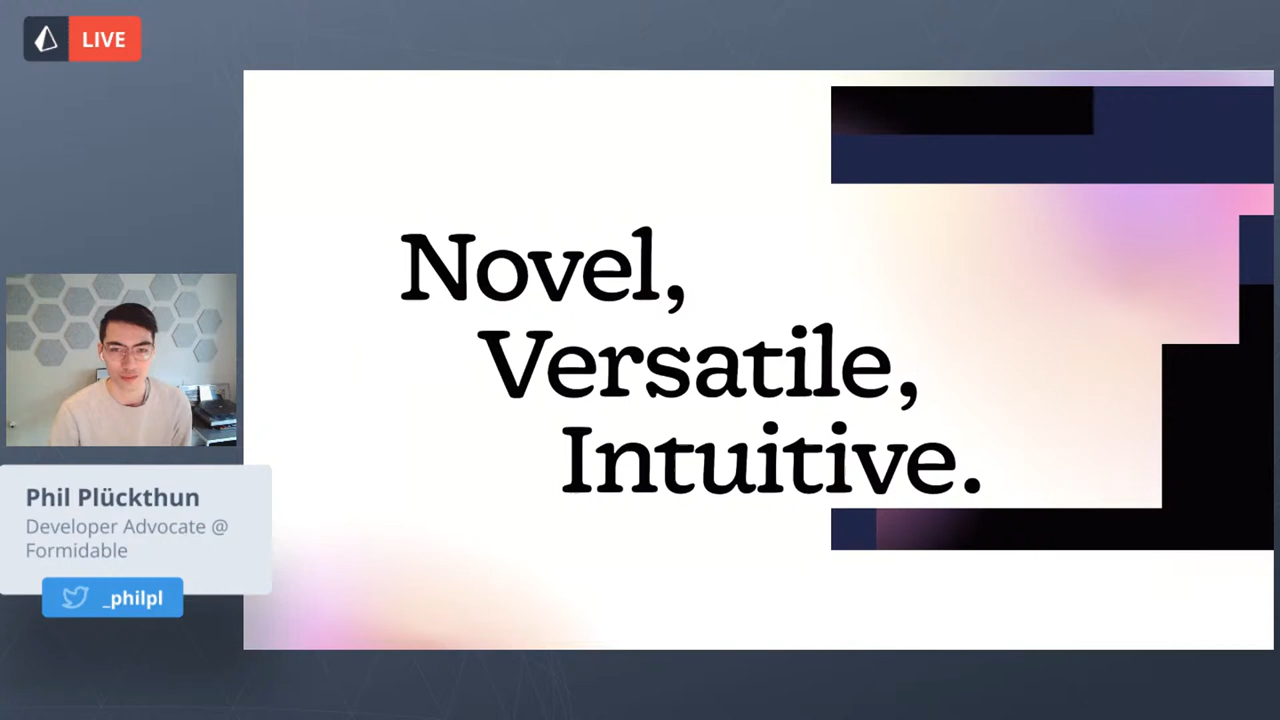 LIVE
Novel,
Versatile,
Intuitive.
Phil Plückthun
Developer Advocate @
Formidable
_philpl